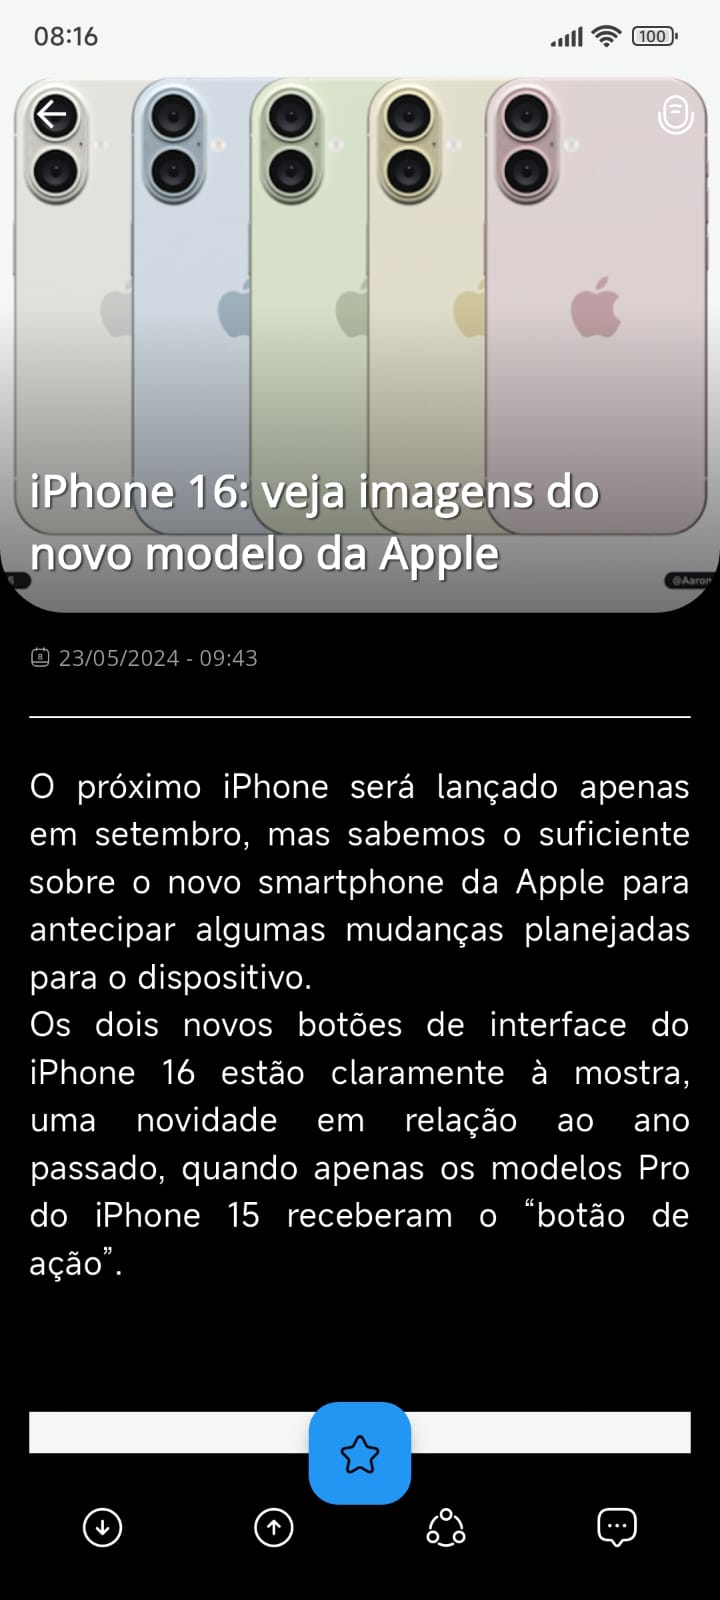 08:16
100
iPhone 16: veja imagens do
novo modelo da Apple
@Aaron
23/05/2024 - 09:43
O próximo iPhone será lançado apenas
em setembro, mas sabemos o suficiente
sobre o novo smartphone da Apple para
antecipar algumas mudanças planejadas
para o dispositivo.
Os dois novos botões de interface do
iPhone 16 estão claramente à mostra,
uma novidade em relação ao ano
passado, quando apenas os modelos Pro
do iPhone 15 receberam o “botão de
ação”.